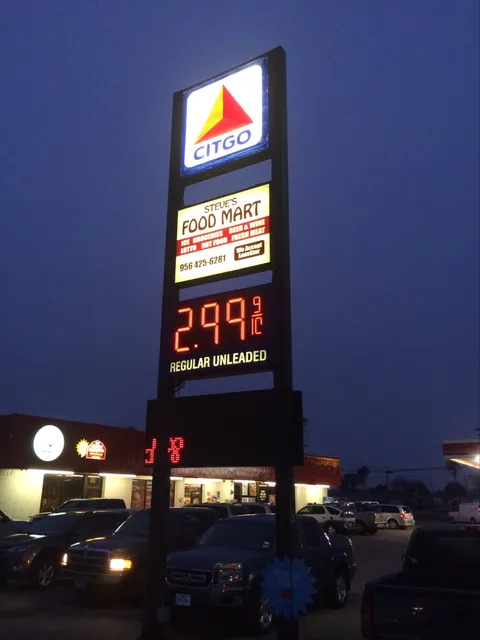 CITGO
STEVE'S
FOOD MART
ICE GROCERIES BEER & WINE
LOTTO HOT FOOD FRESH MEAT
956 425-6281
We Accept
LoneStar
2.99 9/10
REGULAR UNLEADED